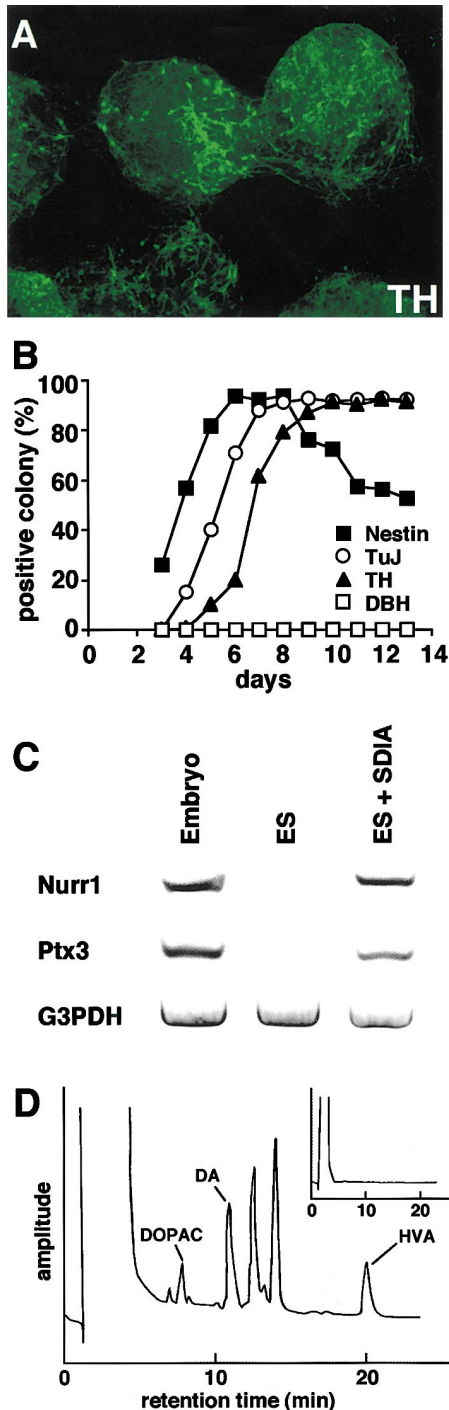 A
TH
B
positive colony (%)
100
80
60
40
20
0
0 2 4 6 8 10 12 14
days
Nestin
TuJ
TH
DBH
C
Embryo
ES
ES + SDIA
Nurr1
Ptx3
G3PDH
D
amplitude
DOPAC
DA
HVA
0 10 20
0 10 20
retention time (min)